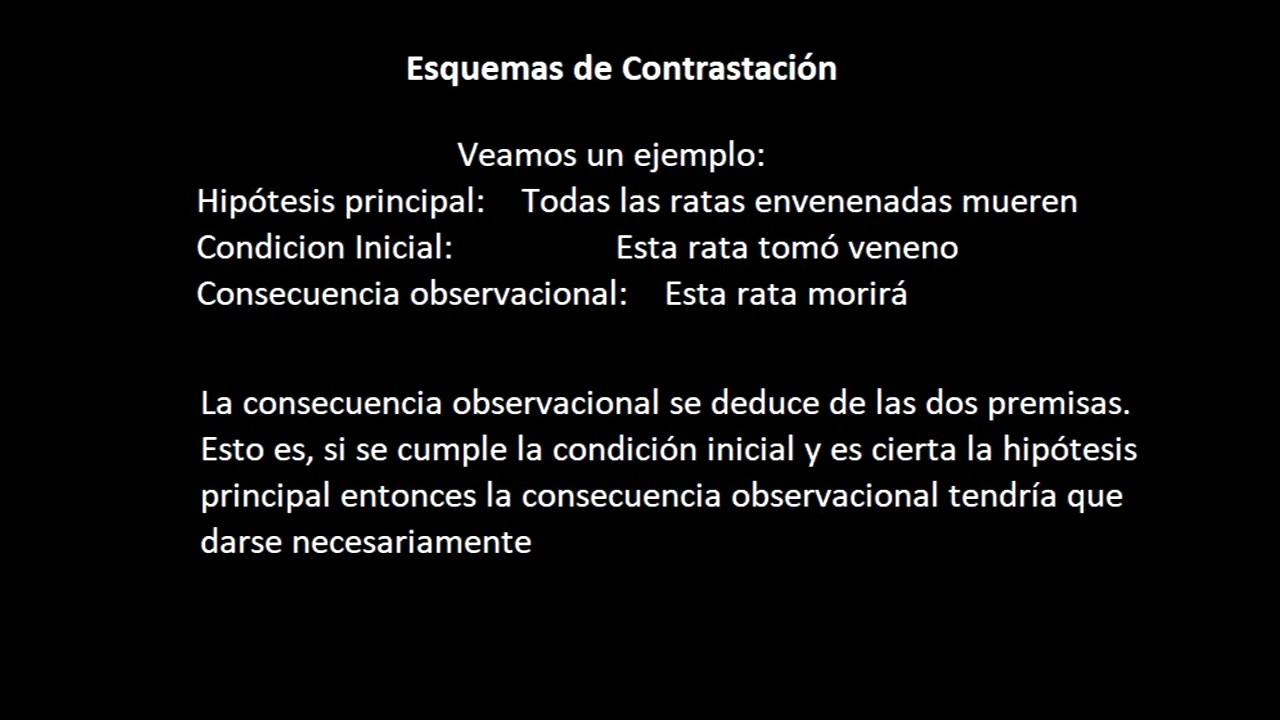 Esquemas de Contrastación
Veamos un ejemplo:
Hipótesis principal: Todas las ratas envenenadas mueren
Condicion Inicial: Esta rata tomó veneno
Consecuencia observacional: Esta rata morirá
La consecuencia observacional se deduce de las dos premisas.
Esto es, si se cumple la condición inicial y es cierta la hipótesis
principal entonces la consecuencia observacional tendría que
darse necesariamente